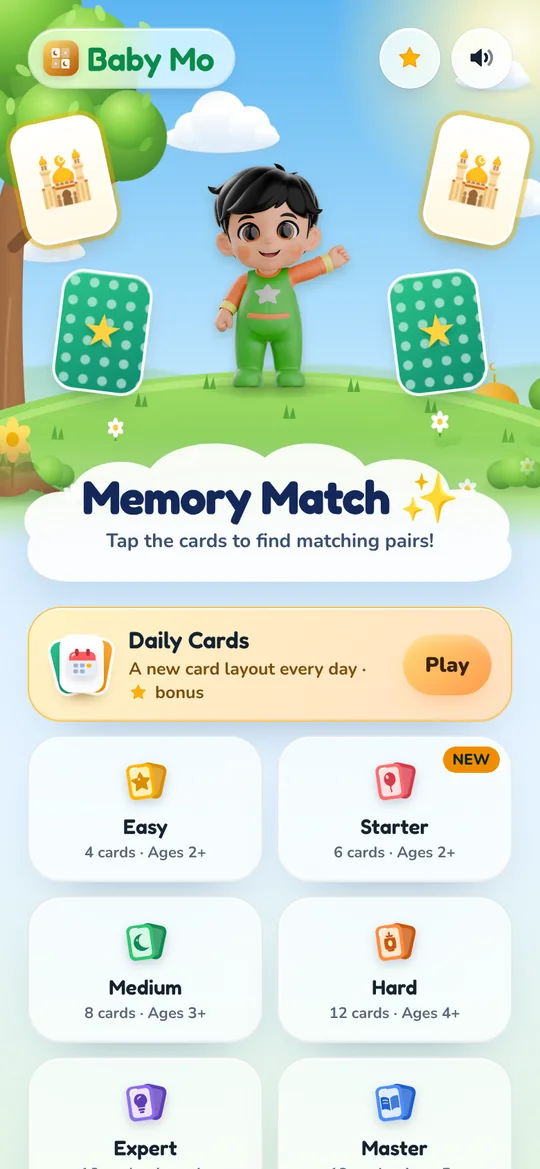 Baby Mo
Memory Match ✨
Tap the cards to find matching pairs!
Daily Cards
A new card layout every day ·
⭐ bonus
Play
NEW
Easy
4 cards · Ages 2+
Starter
6 cards · Ages 2+
Medium
8 cards · Ages 3+
Hard
12 cards · Ages 4+
Expert
Master